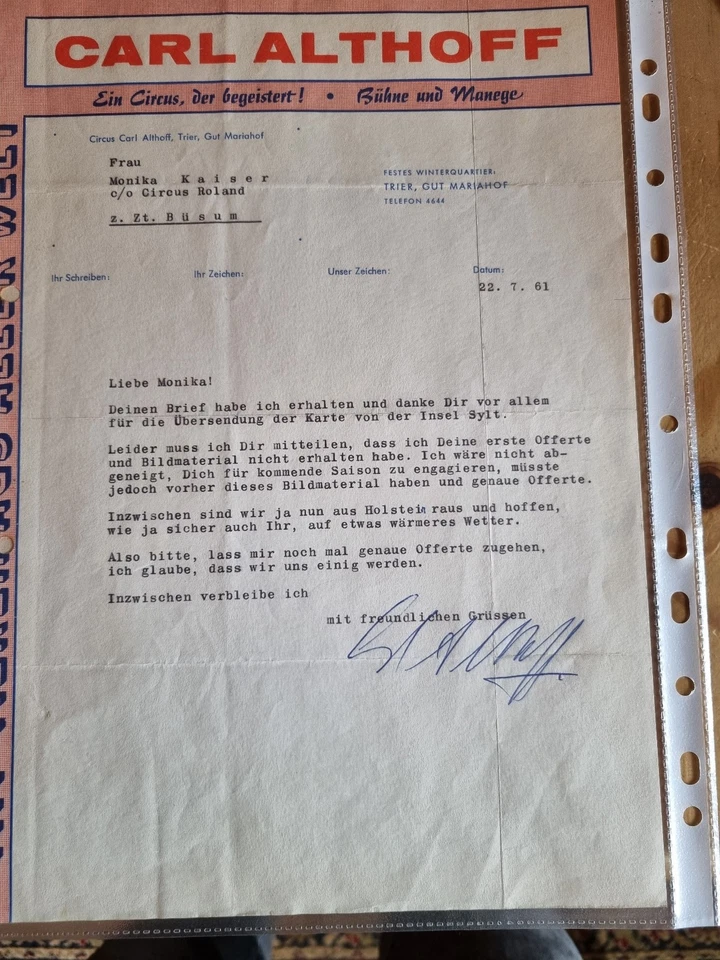 CARL ALTHOFF
Ein Circus, der begeistert! • Bühne und Manege
Circus Carl Althoff, Trier, Gut Mariahof
Frau
Monika K a i s e r
c/o Circus Roland
z. Zt. B ü s u m
FESTES WINTERQUARTIER:
TRIER, GUT MARIAHOF
TELEFON 4644
Ihr Schreiben: Ihr Zeichen: Unser Zeichen: Datum:
22. 7. 61
Liebe Monika!
Deinen Brief habe ich erhalten und danke Dir vor allem
für die Übersendung der Karte von der Insel Sylt.
Leider muss ich Dir mitteilen, dass ich Deine erste Offerte
und Bildmaterial nicht erhalten habe. Ich wäre nicht ab-
geneigt, Dich für kommende Saison zu engagieren, müsste
jedoch vorher dieses Bildmaterial haben und genaue Offerte.
Inzwischen sind wir ja nun aus Holstein raus und hoffen,
wie ja sicher auch Ihr, auf etwas wärmeres Wetter.
Also bitte, lass mir noch mal genaue Offerte zugehen,
ich glaube, dass wir uns einig werden.
Inzwischen verbleibe ich
mit freundlichen Grüssen